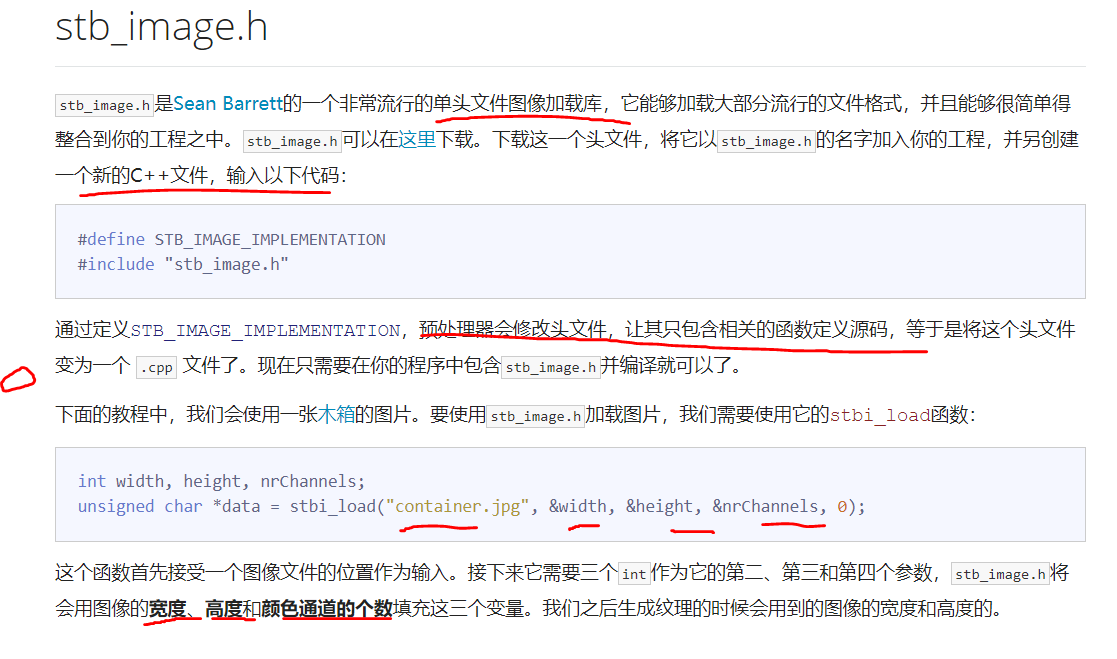 stb_image.h
stb_image.h是Sean Barrett的一个非常流行的单头文件图像加载库，它能够加载大部分流行的文件格式，并且能够很简单得
整合到你的工程之中。stb_image.h可以在这里下载。下载这一个头文件，将它以stb_image.h的名字加入你的工程，并另创建
一个新的C++文件，输入以下代码：
#define STB_IMAGE_IMPLEMENTATION
#include "stb_image.h"
通过定义STB_IMAGE_IMPLEMENTATION，预处理器会修改头文件，让其只包含相关的函数定义源码，等于是将这个头文件
变为一个 .cpp 文件了。现在只需要在你的程序中包含stb_image.h并编译就可以了。
下面的教程中，我们会使用一张木箱的图片。要使用stb_image.h加载图片，我们需要使用它的stbi_load函数：
int width, height, nrChannels;
unsigned char *data = stbi_load("container.jpg", &width, &height, &nrChannels, 0);
这个函数首先接受一个图像文件的位置作为输入。接下来它需要三个int作为它的第二、第三和第四个参数，stb_image.h将
会用图像的宽度、高度和颜色通道的个数填充这三个变量。我们之后生成纹理的时候会用到的图像的宽度和高度的。